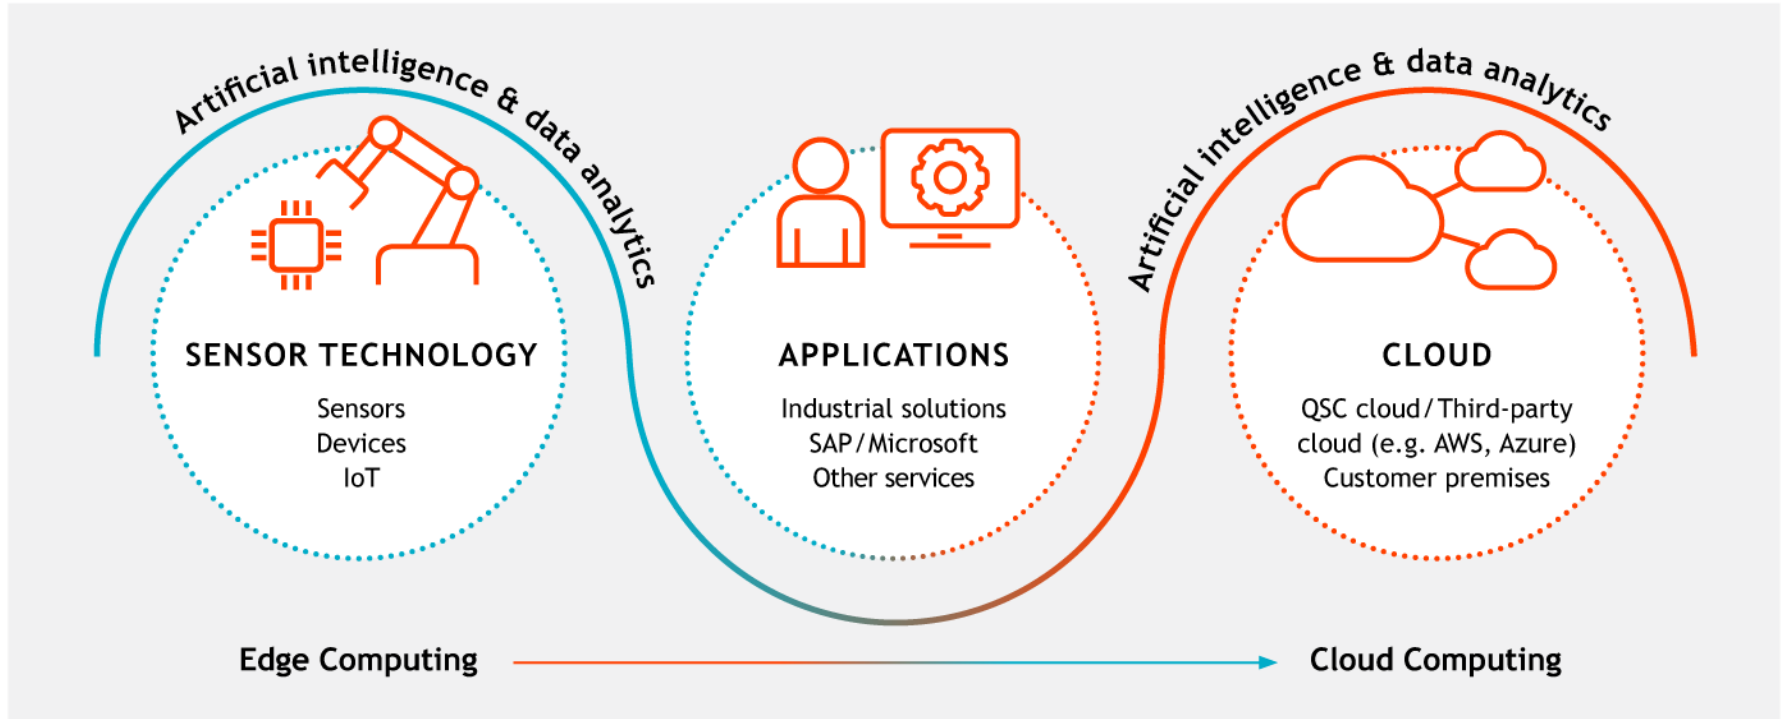 Artificial intelligence & data analytics
Artificial intelligence & data analytics
SENSOR TECHNOLOGY
Sensors
Devices
IoT
APPLICATIONS
Industrial solutions
SAP/Microsoft
Other services
CLOUD
QSC cloud/Third-party
cloud (e.g. AWS, Azure)
Customer premises
Edge Computing
Cloud Computing